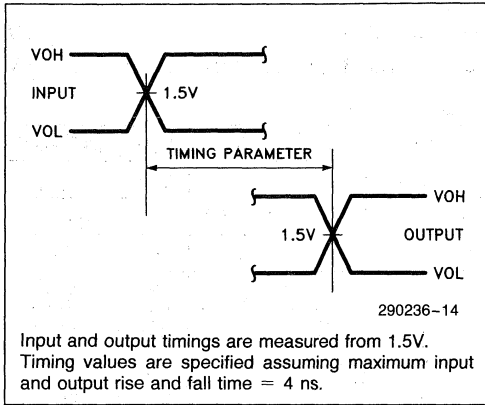 VOH
INPUT
1.5V
VOL
TIMING PARAMETER
VOH
1.5V
OUTPUT
VOL
290236-14
Input and output timings are measured from 1.5V.
Timing values are specified assuming maximum input
and output rise and fall time = 4 ns.